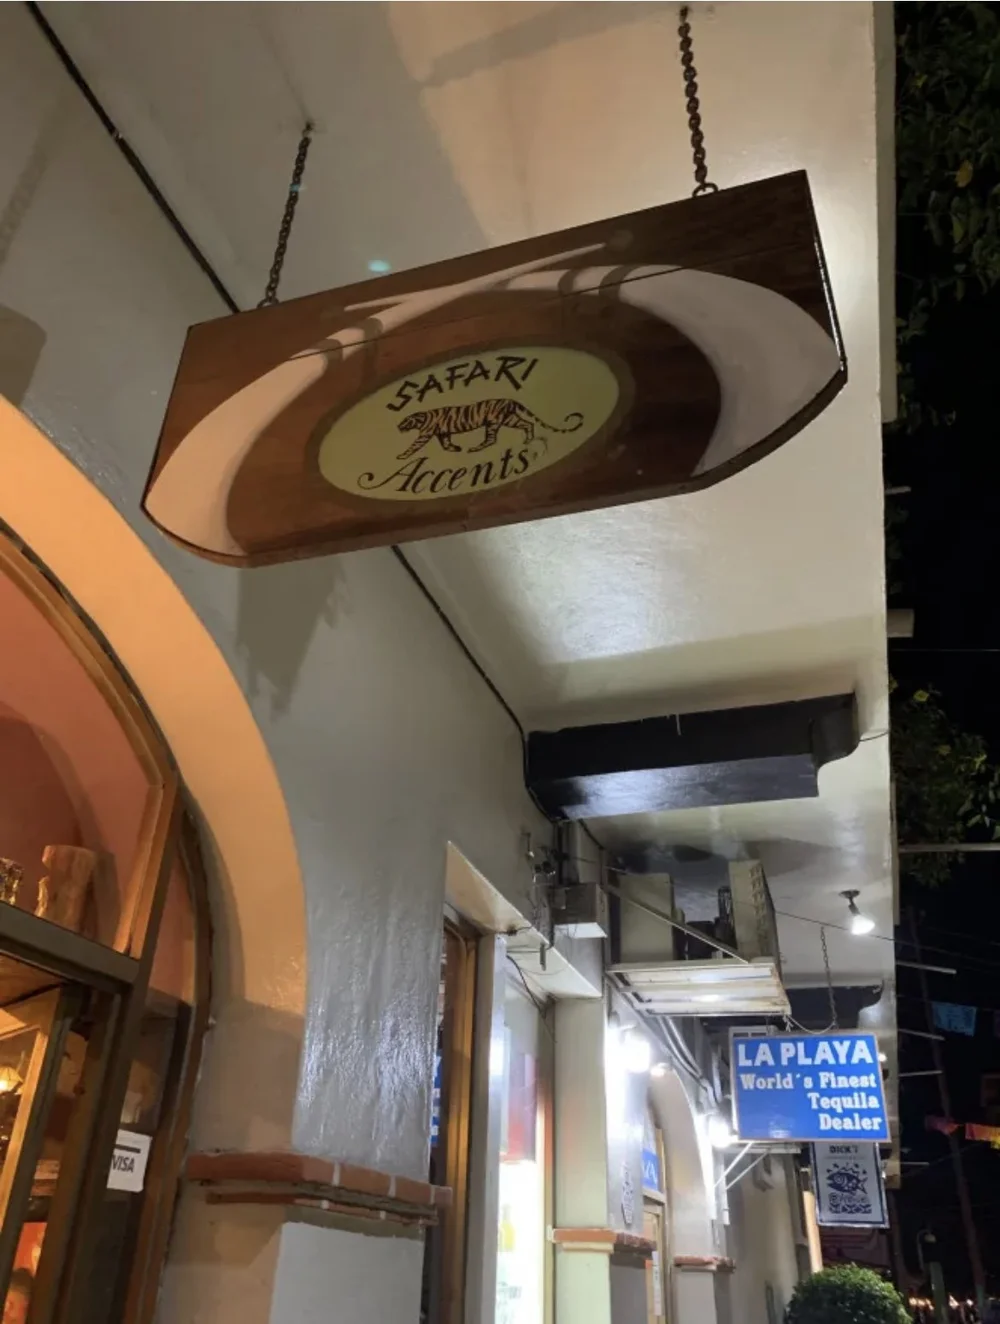 SAFARI
Accents
VISA
LA PLAYA
World's Finest
Tequila
Dealer